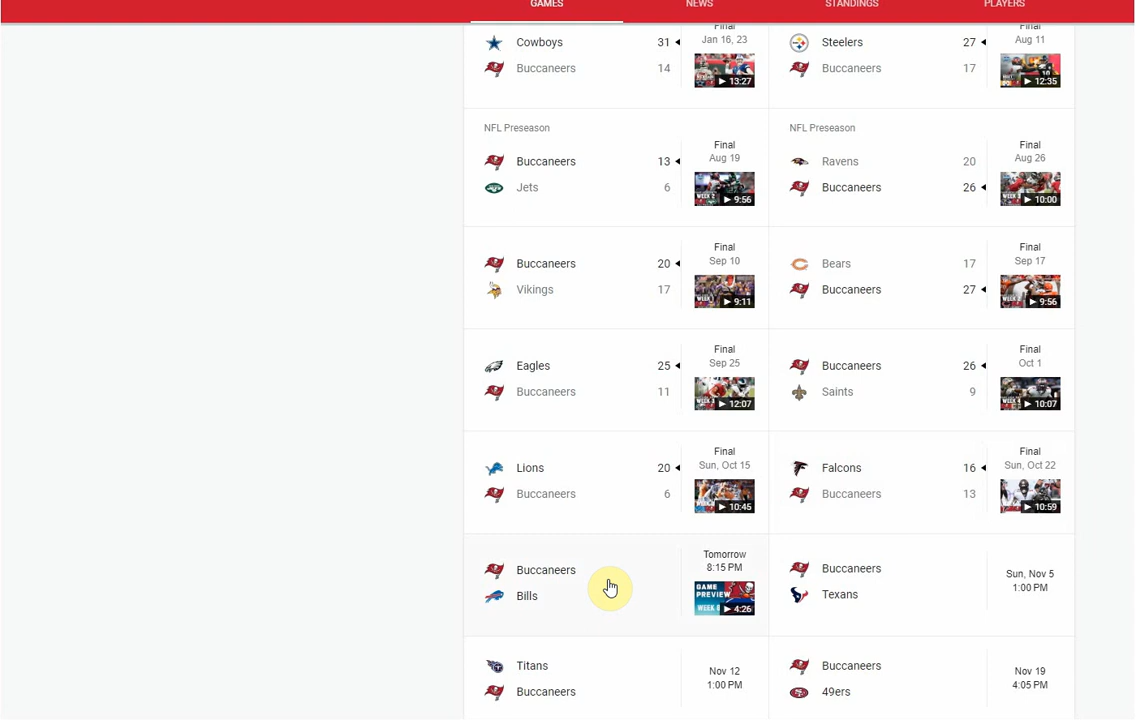 GAMES
NEWS
STANDINGS
PLAYERS
Cowboys 31
Buccaneers 14
Final
Jan 16, 23
13:27
Steelers 27
Buccaneers 17
Final
Aug 11
12:35
NFL Preseason
Buccaneers 13
Jets 6
Final
Aug 19
WEEK 2
9:56
NFL Preseason
Ravens 20
Buccaneers 26
Final
Aug 26
10:00
Buccaneers 20
Vikings 17
Final
Sep 10
9:11
Bears 17
Buccaneers 27
Final
Sep 17
9:56
Eagles 25
Buccaneers 11
Final
Sep 25
12:07
Buccaneers 26
Saints 9
Final
Oct 1
WEEK 4
10:07
Lions 20
Buccaneers 6
Final
Sun, Oct 15
10:45
Falcons 16
Buccaneers 13
Final
Sun, Oct 22
10:59
Buccaneers
Bills
Tomorrow
8:15 PM
GAME
PREVIEW
WEEK 8
4:26
Buccaneers
Texans
Sun, Nov 5
1:00 PM
Titans
Buccaneers
Nov 12
1:00 PM
Buccaneers
49ers
Nov 19
4:05 PM